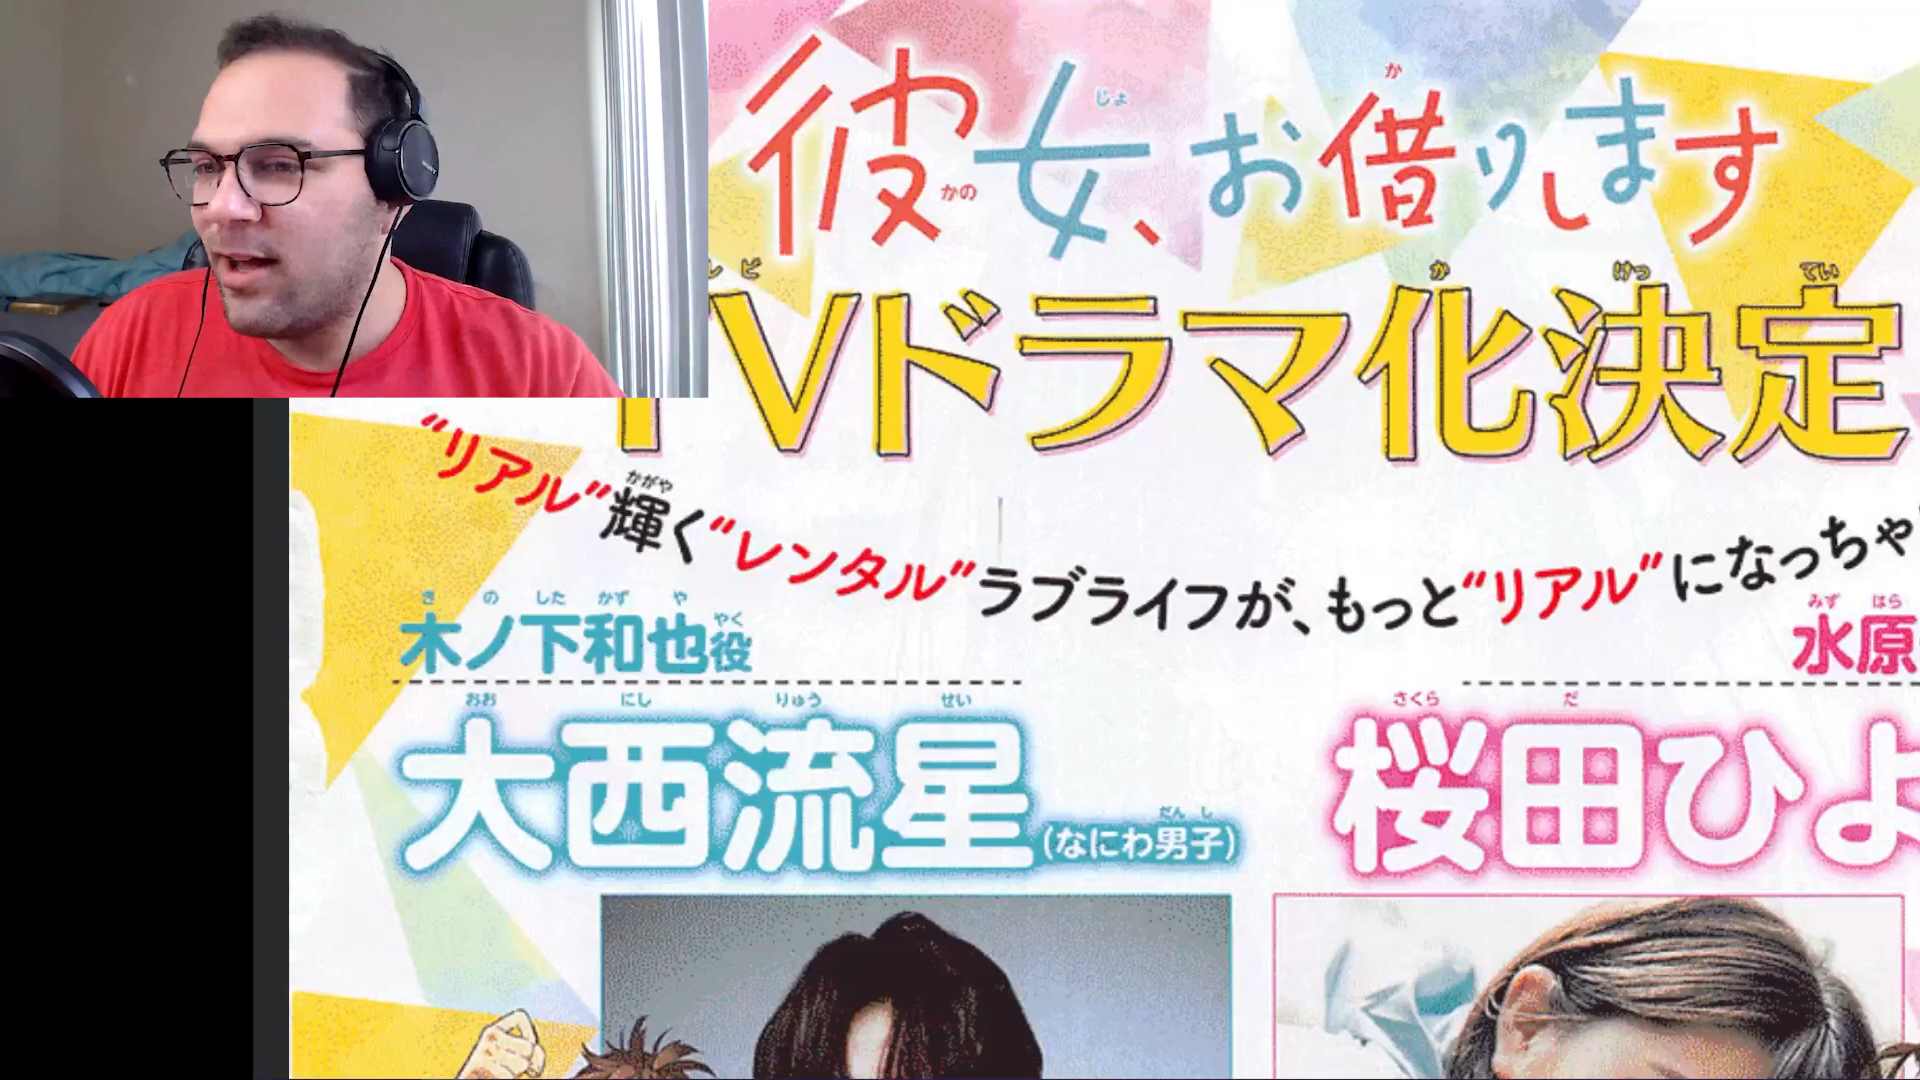 彼女、お借りします
TVドラマ化決定
“リアル”輝く“レンタル”ラブライフが、もっと“リアル”になっちゃ
木ノ下和也役
水原
大西流星(なにわ男子)
桜田ひよ